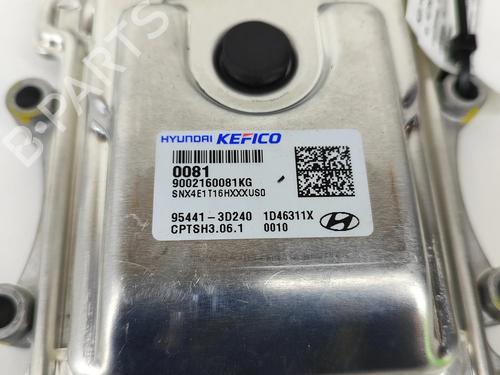 B-PARTS
HYUNDAI KEFICO
0081
9002160081KG
SNX4E1T16HXXXUS0
95441-3D240 1D46311X
CPTSH3.06.1 0010